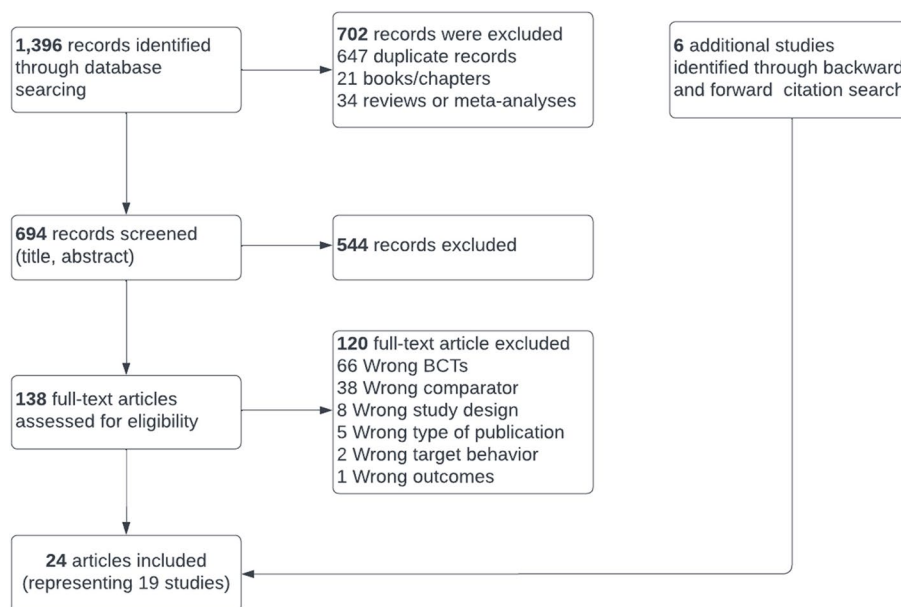 1,396 records identified
through database
searcing
702 records were excluded
647 duplicate records
21 books/chapters
34 reviews or meta-analyses
6 additional studies
identified through backward
and forward citation search
694 records screened
(title, abstract)
544 records excluded
138 full-text articles
assessed for eligibility
120 full-text article excluded
66 Wrong BCTs
38 Wrong comparator
8 Wrong study design
5 Wrong type of publication
2 Wrong target behavior
1 Wrong outcomes
24 articles included
(representing 19 studies)